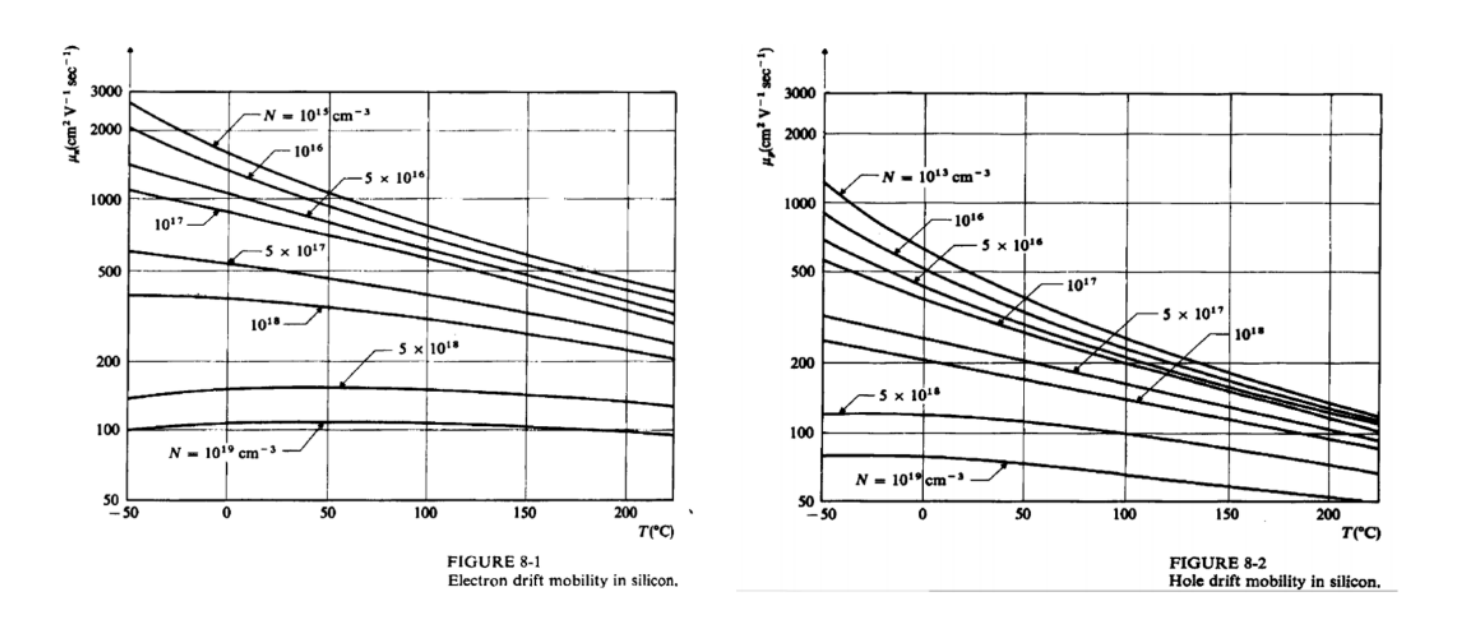 μₙ(cm² V⁻¹ sec⁻¹)
3000
2000
1000
500
200
100
50
N = 10¹⁵ cm⁻³
10¹⁶
5 × 10¹⁶
10¹⁷
5 × 10¹⁷
10¹⁸
5 × 10¹⁸
N = 10¹⁹ cm⁻³
−50 0 50 100 150 200
T(°C)
FIGURE 8-1
Electron drift mobility in silicon.
μₚ(cm² V⁻¹ sec⁻¹)
3000
2000
1000
500
200
100
50
N = 10¹³ cm⁻³
10¹⁶
5 × 10¹⁶
10¹⁷
5 × 10¹⁷
10¹⁸
5 × 10¹⁸
N = 10¹⁹ cm⁻³
−50 0 50 100 150 200
T(°C)
FIGURE 8-2
Hole drift mobility in silicon.